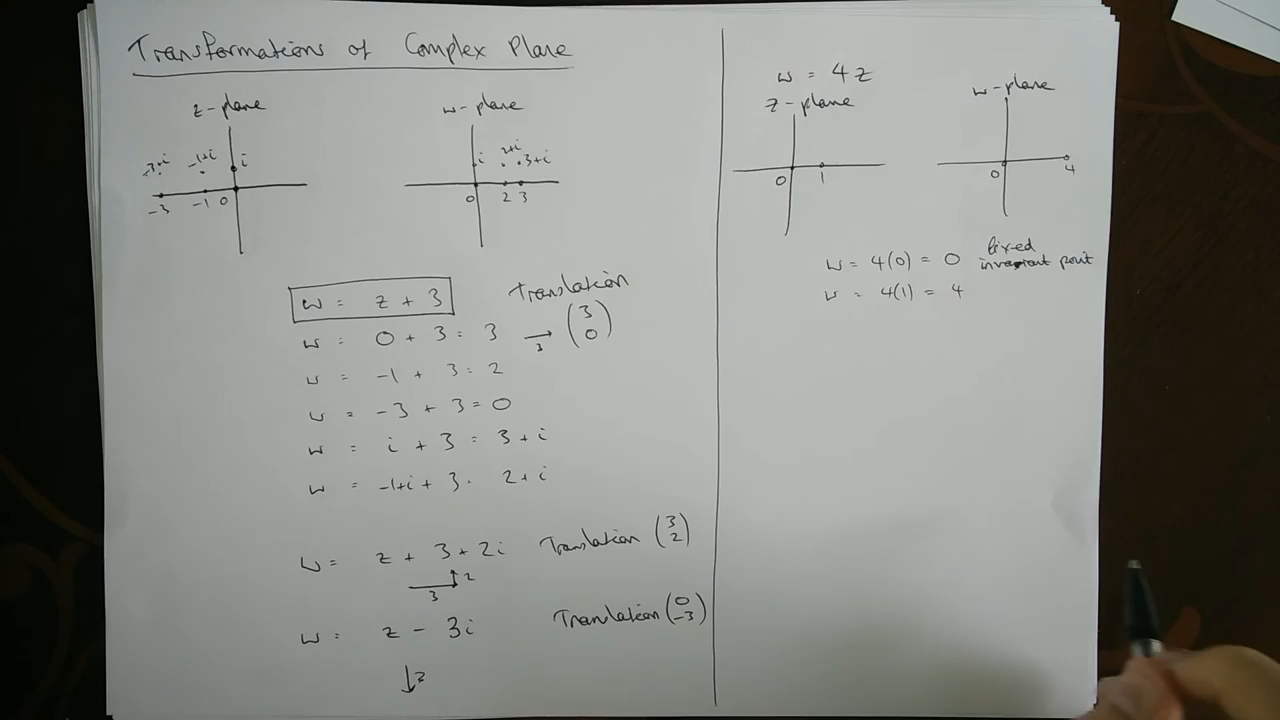 Transformations of Complex Plane
z-plane
w-plane
-3+i -1+i i
i 2+i 3+i
-3 -1 0
0 2 3
w = z + 3 Translation
w = 0 + 3 = 3 → 3 (3 0)
w = -1 + 3 = 2
w = -3 + 3 = 0
w = i + 3 = 3 + i
w = -1+i + 3 = 2+i
w = z + 3 + 2i Translation (3 2)
3 2
w = z - 3i Translation (0 -3)
↓3
w = 4z
z-plane
w-plane
0 1
0 4
w = 4(0) = 0 fixed
invariant point
w = 4(1) = 4